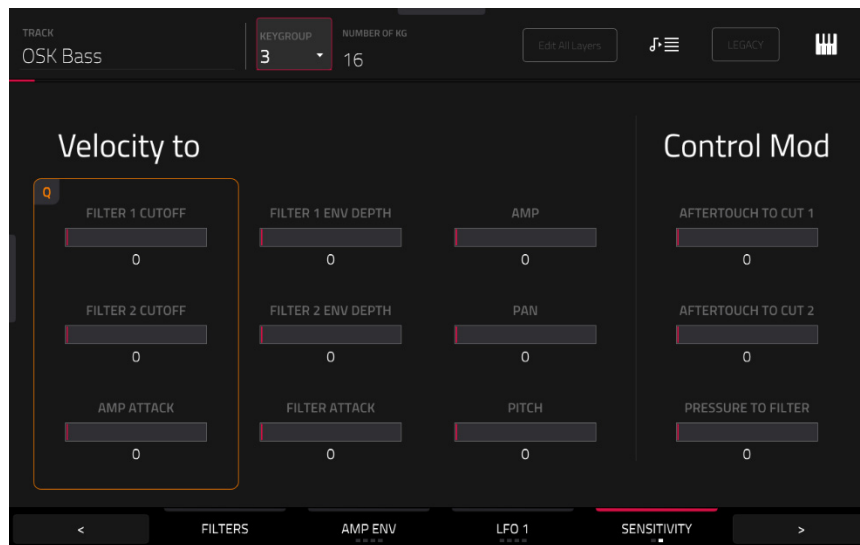 TRACK
OSK Bass
KEYGROUP
3
NUMBER OF KG
16
Edit All Layers
LEGACY
Velocity to
Control Mod
Q
FILTER 1 CUTOFF
FILTER 1 ENV DEPTH
AMP
AFTERTOUCH TO CUT 1
0
0
0
0
FILTER 2 CUTOFF
FILTER 2 ENV DEPTH
PAN
AFTERTOUCH TO CUT 2
0
0
0
0
AMP ATTACK
FILTER ATTACK
PITCH
PRESSURE TO FILTER
0
0
0
0
<
FILTERS
AMP ENV
LFO 1
SENSITIVITY
>